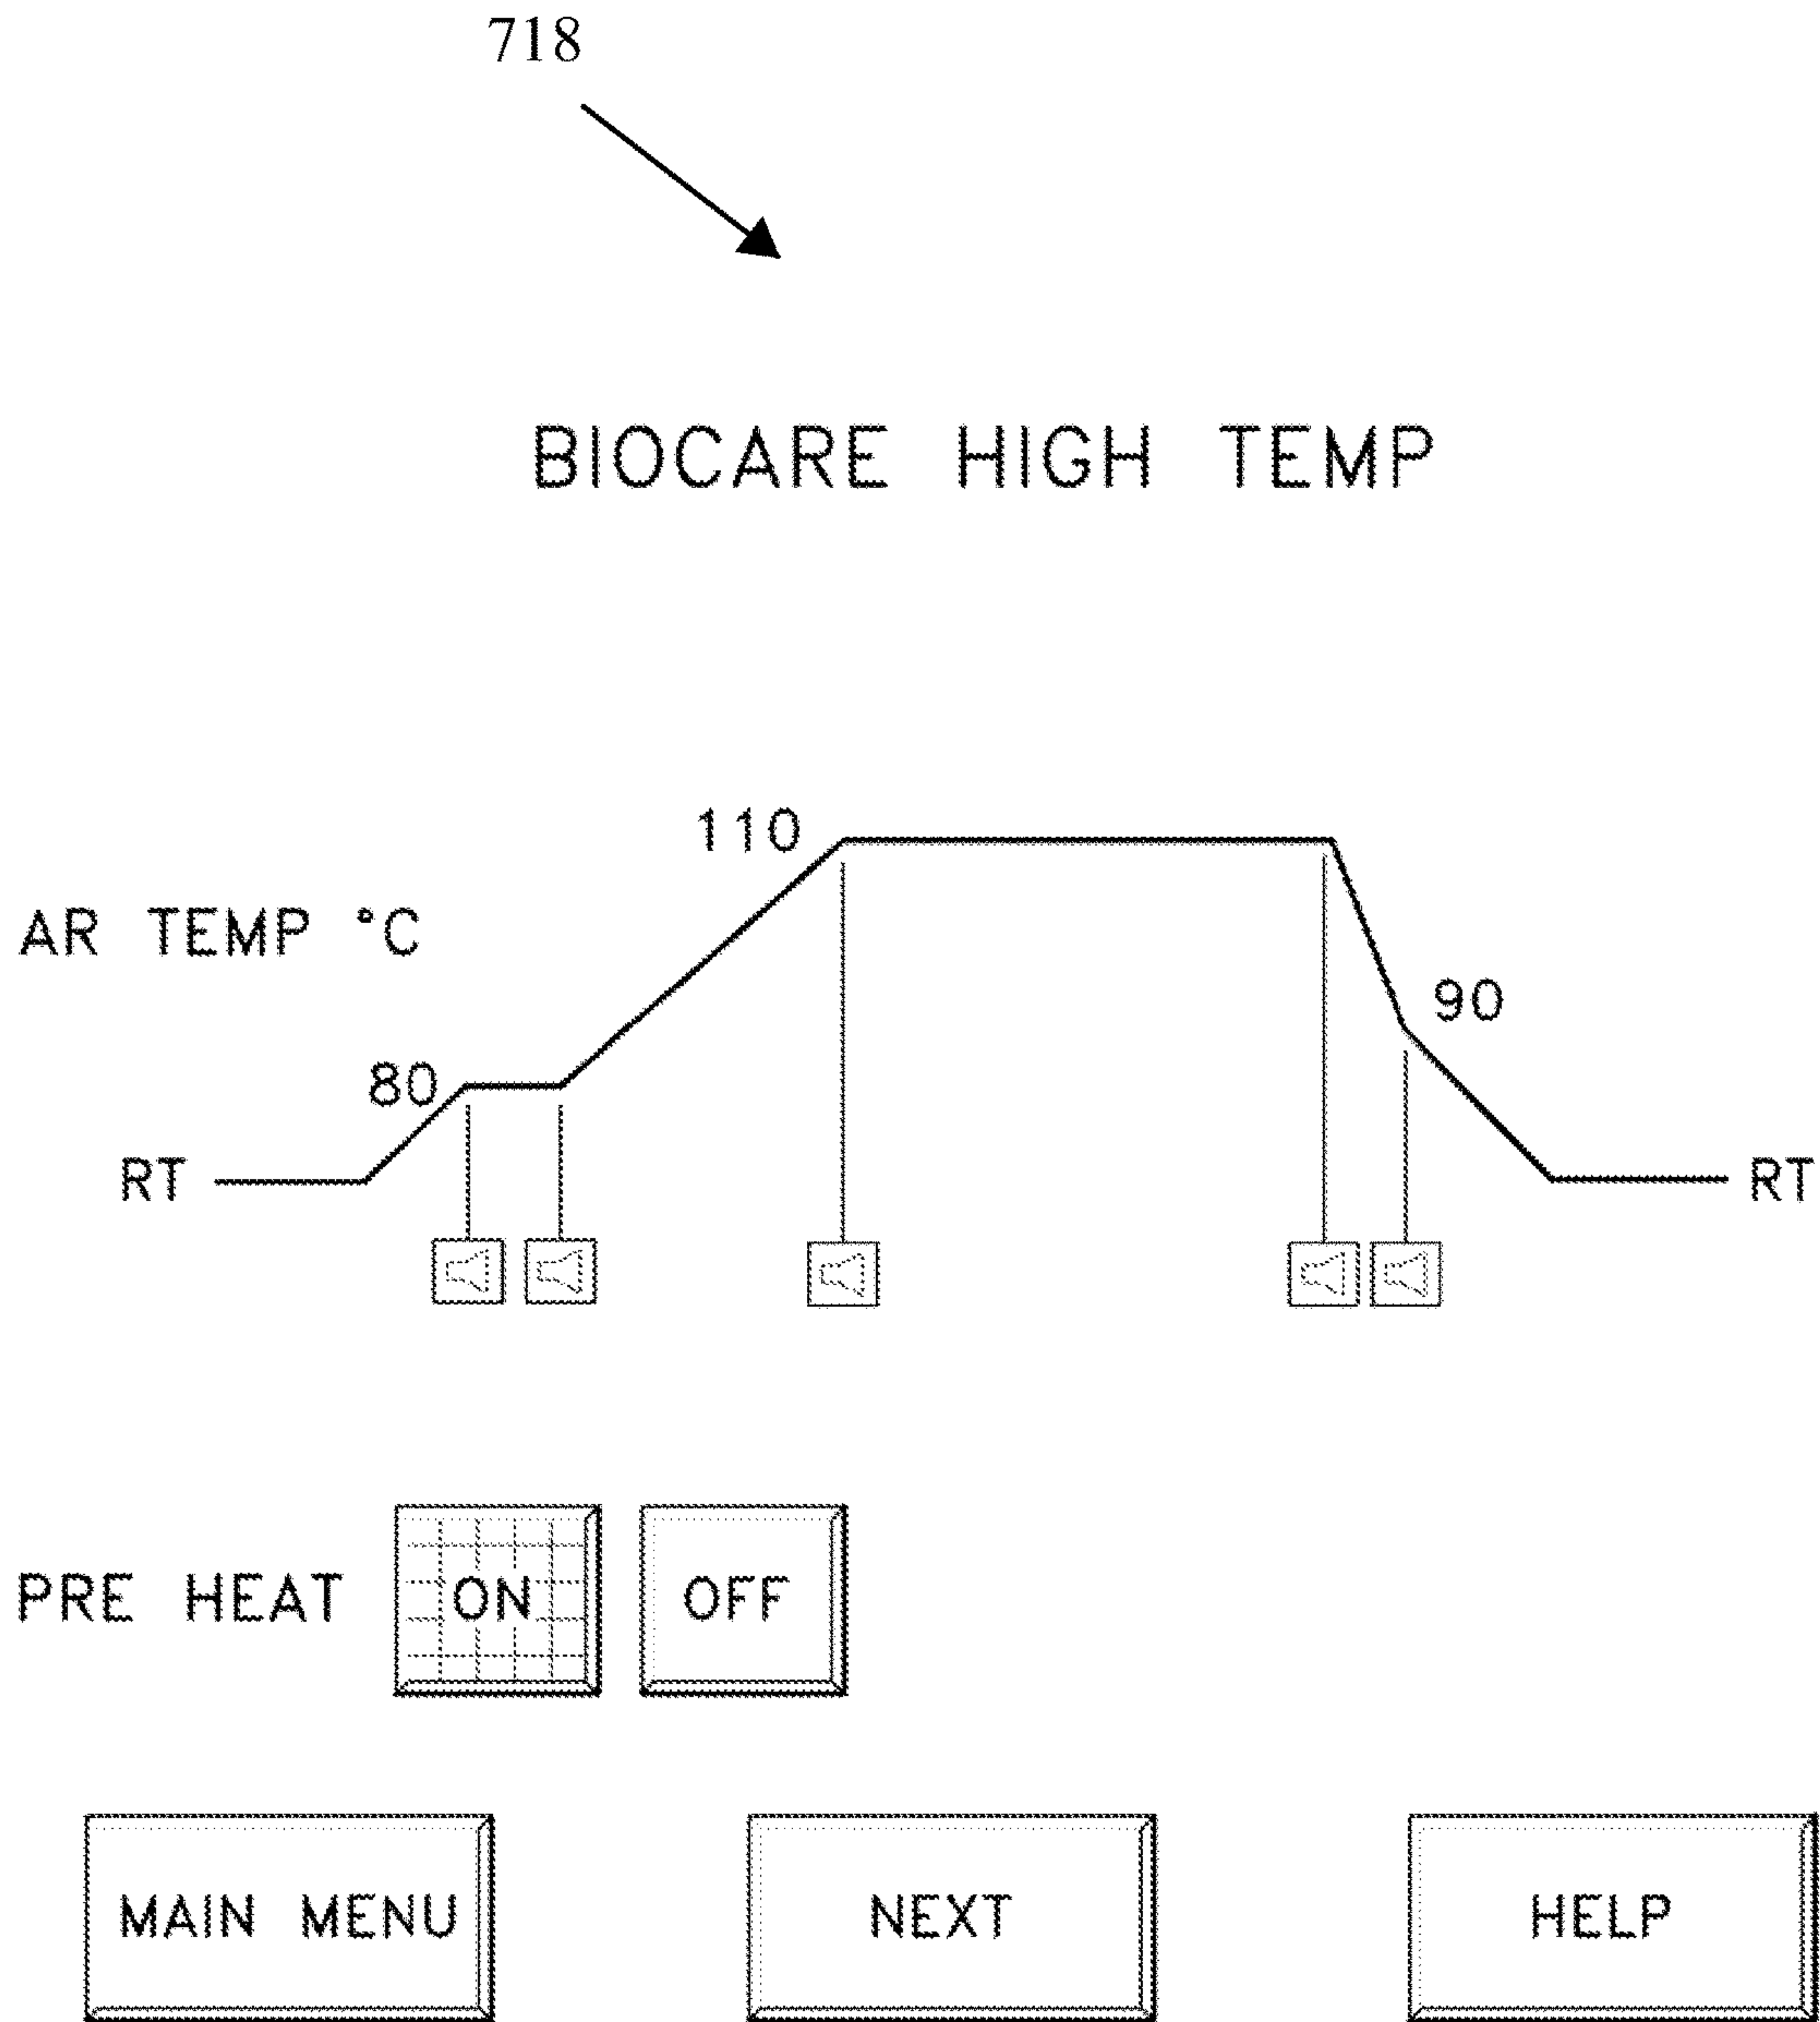 718
BIOCARE HIGH TEMP
110
AR TEMP °C
90
80
RT
RT
PRE HEAT ON OFF
MAIN MENU NEXT HELP